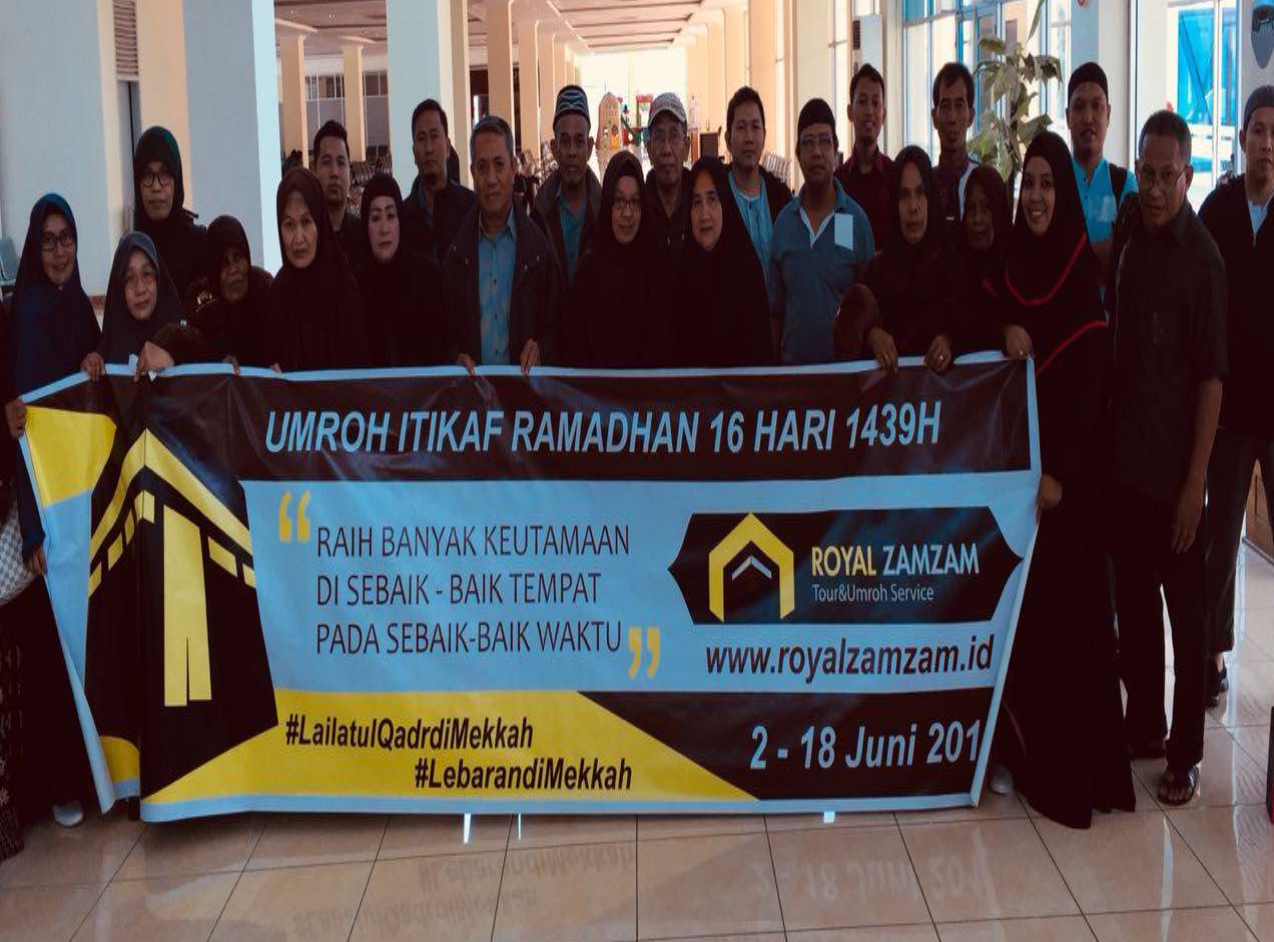 UMROH ITIKAF RAMADHAN 16 HARI 1439H
“ RAIH BANYAK KEUTAMAAN
DI SEBAIK - BAIK TEMPAT
PADA SEBAIK-BAIK WAKTU ”
ROYAL ZAMZAM
Tour&Umroh Service
www.royalzamzam.id
#LailatulQadrdiMekkah
#LebarandiMekkah
2 - 18 Juni 201